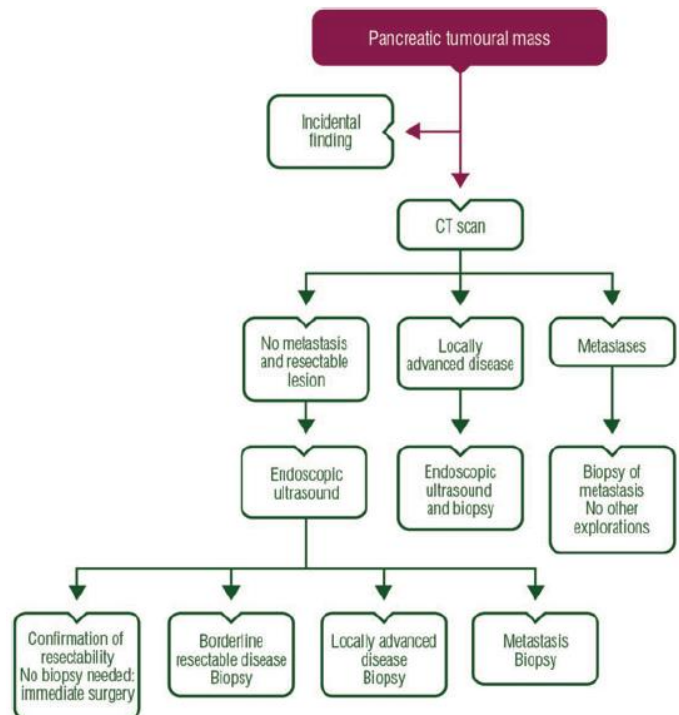 Pancreatic tumoural mass
Incidental
finding
CT scan
No metastasis
and resectable
lesion
Locally
advanced disease
Metastases
Endoscopic
ultrasound
Endoscopic
ultrasound
and biopsy
Biopsy of
metastasis
No other
explorations
Confirmation of
resectability
No biopsy needed:
immediate surgery
Borderline
resectable disease
Biopsy
Locally advanced
disease
Biopsy
Metastasis
Biopsy